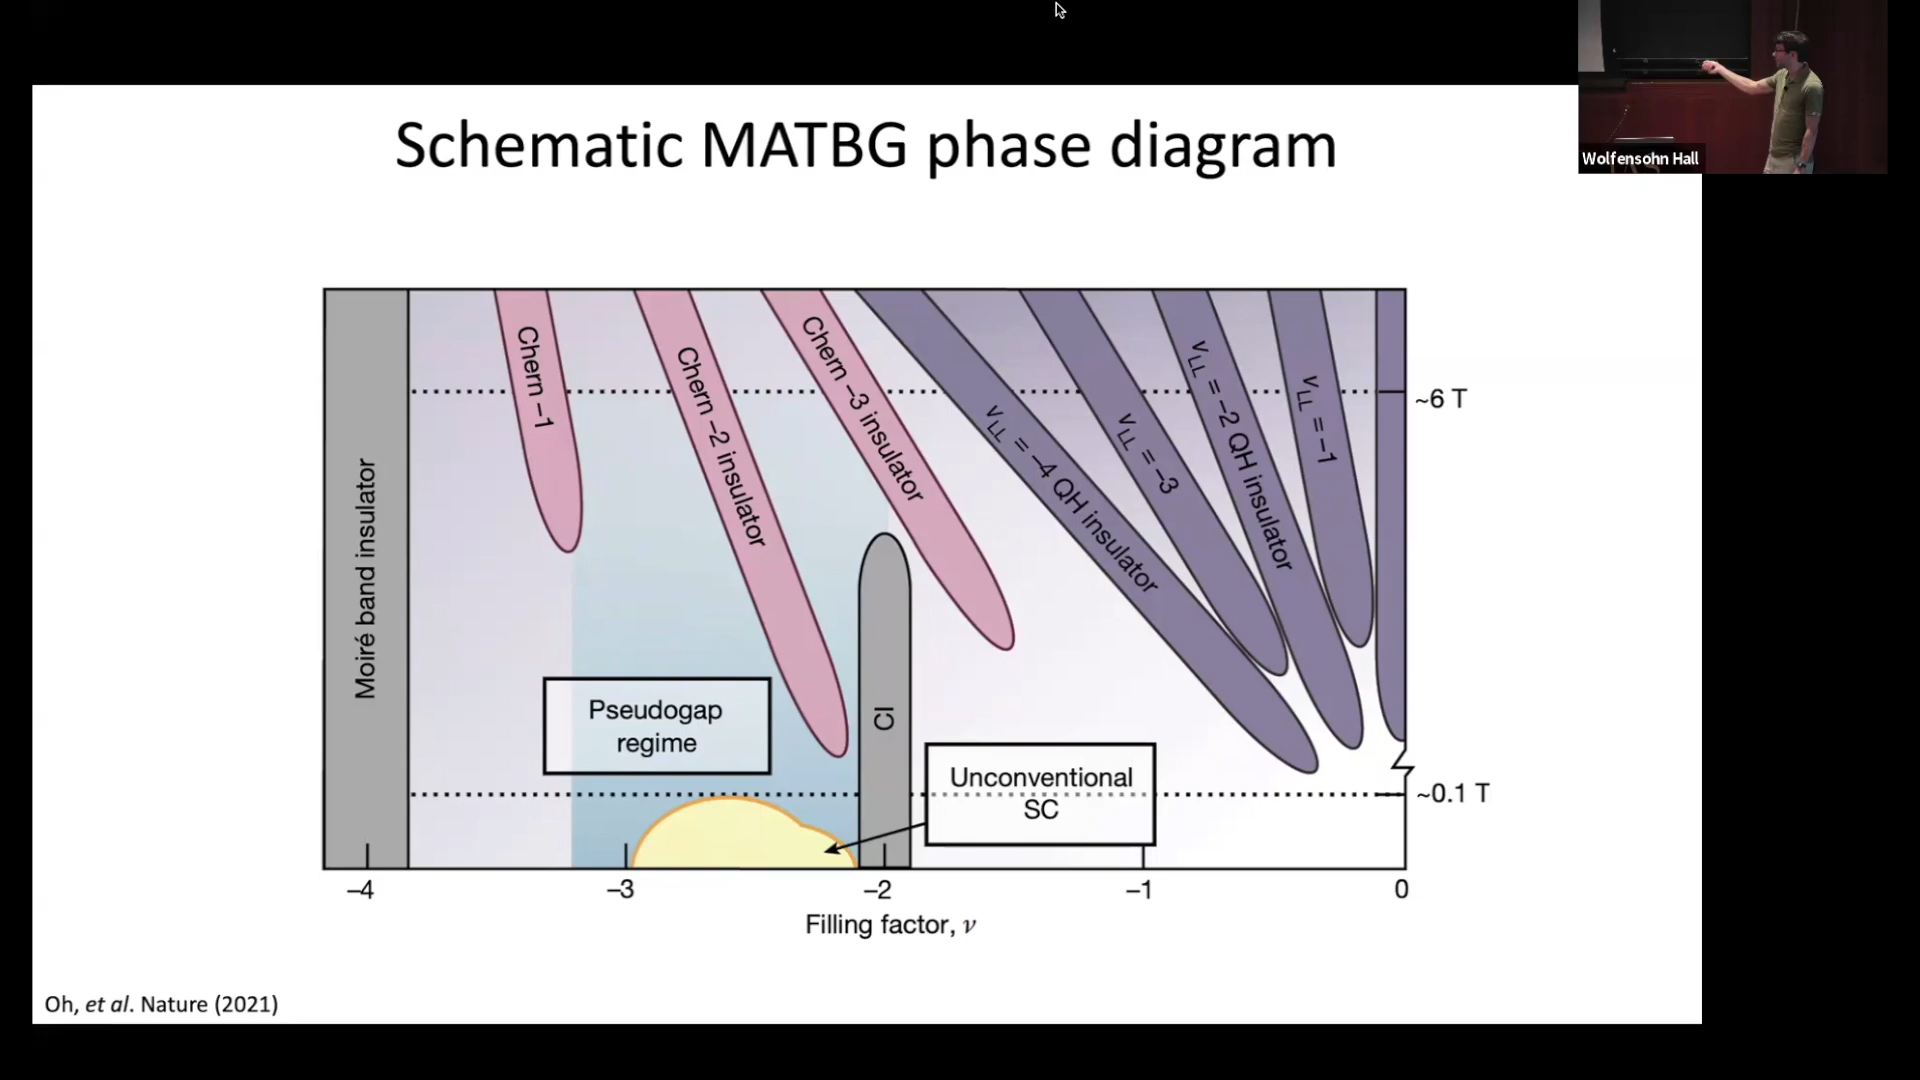 Schematic MATBG phase diagram
Wolfensohn Hall
Moiré band insulator
Chern –1
Chern –2 insulator
Chern –3 insulator
νLL = –4 QH insulator
νLL = –3
νLL = –2 QH insulator
νLL = –1
~6 T
Pseudogap
regime
CI
Unconventional
SC
~0.1 T
–4
–3
–2
–1
0
Filling factor, ν
Oh, et al. Nature (2021)